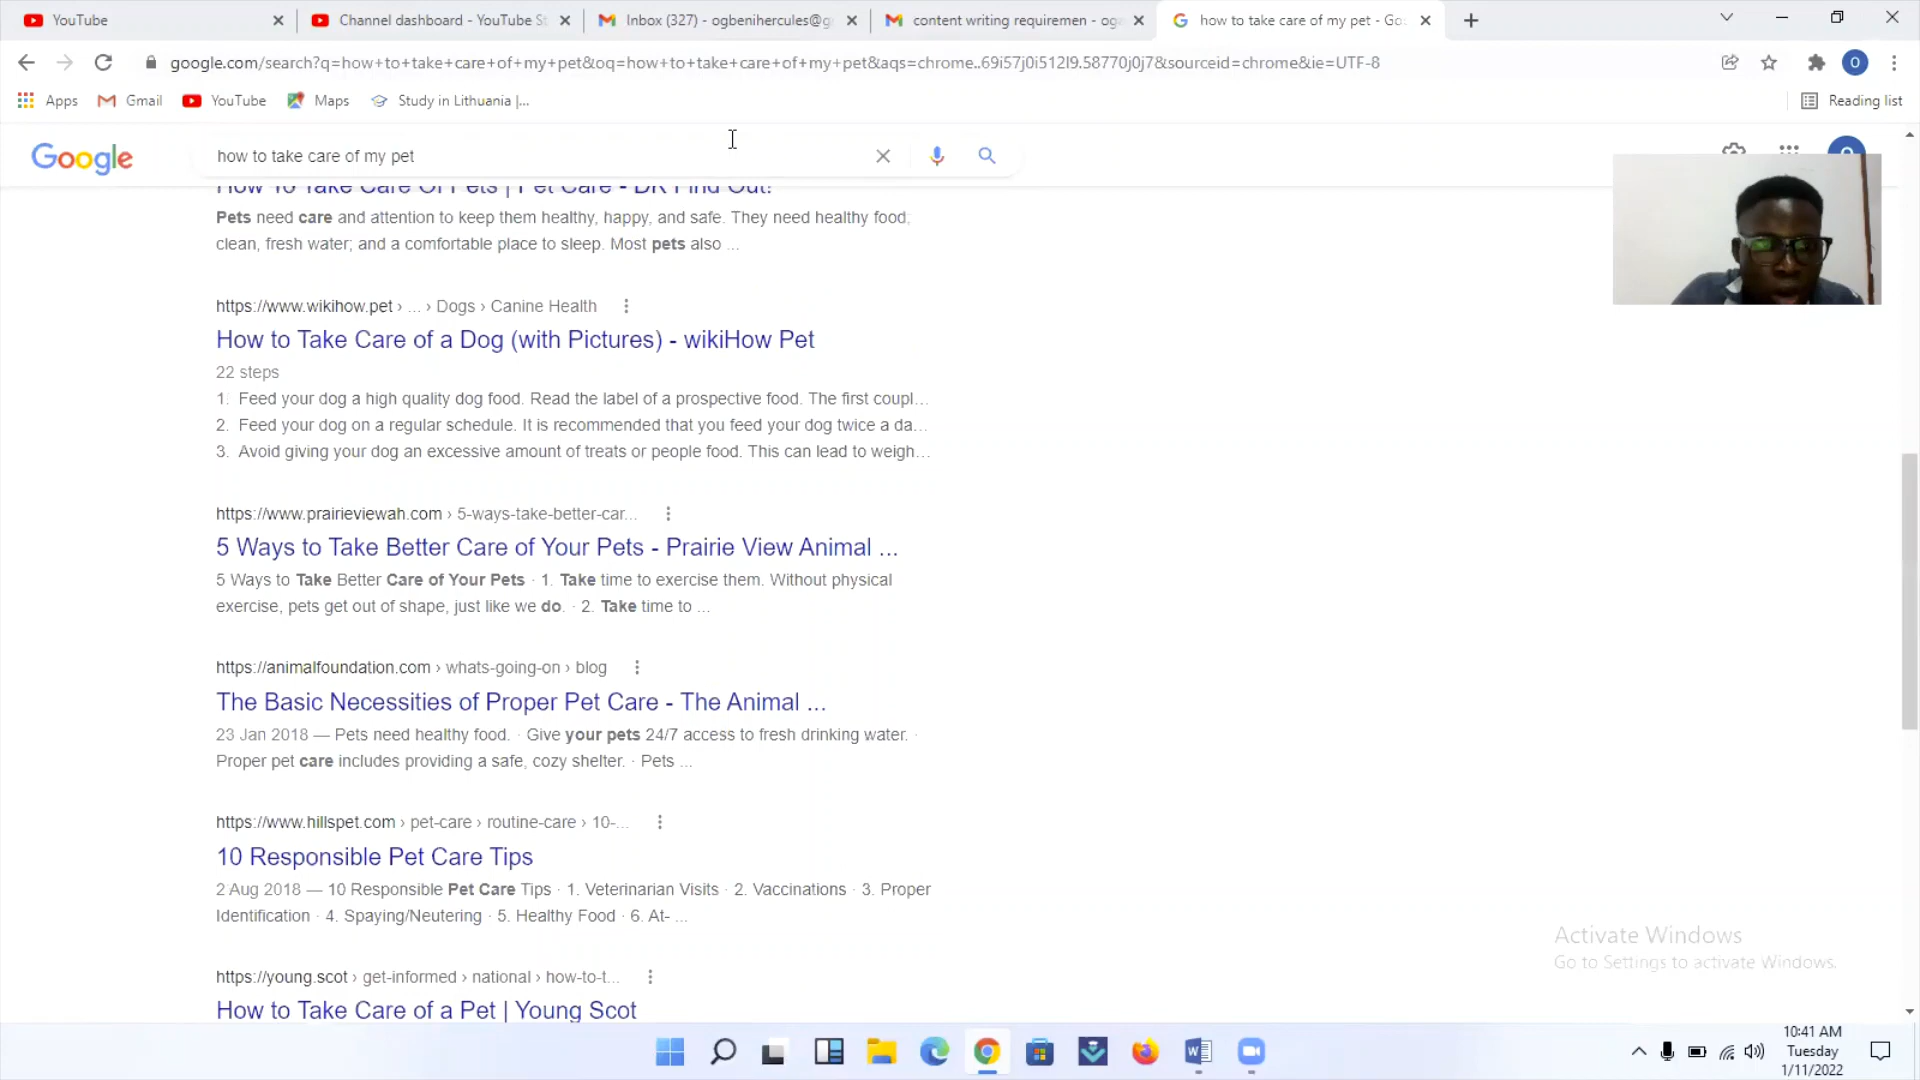 YouTube
Channel dashboard - YouTube St
Inbox (327) - ogbenihercules@g
content writing requiremen - oga
how to take care of my pet - Go
google.com/search?q=how+to+take+care+of+my+pet&oq=how+to+take+care+of+my+pet&aqs=chrome..69i57j0i512l9.58770j0j7&sourceid=chrome&ie=UTF-8
O
Apps
Gmail
YouTube
Maps
Study in Lithuania |...
Reading list
Google
how to take care of my pet
How To Take Care Of Pets | Pet Care - DK Find Out!
Pets need care and attention to keep them healthy, happy, and safe. They need healthy food;
clean, fresh water; and a comfortable place to sleep. Most pets also ...
https://www.wikihow.pet › ... › Dogs › Canine Health
How to Take Care of a Dog (with Pictures) - wikiHow Pet
22 steps
1. Feed your dog a high quality dog food. Read the label of a prospective food. The first coupl...
2. Feed your dog on a regular schedule. It is recommended that you feed your dog twice a da...
3. Avoid giving your dog an excessive amount of treats or people food. This can lead to weigh...
https://www.prairieviewah.com › 5-ways-take-better-car...
5 Ways to Take Better Care of Your Pets - Prairie View Animal ...
5 Ways to Take Better Care of Your Pets · 1. Take time to exercise them. Without physical
exercise, pets get out of shape, just like we do. · 2. Take time to ...
https://animalfoundation.com › whats-going-on › blog
The Basic Necessities of Proper Pet Care - The Animal ...
23 Jan 2018 — Pets need healthy food. · Give your pets 24/7 access to fresh drinking water. ·
Proper pet care includes providing a safe, cozy shelter. · Pets ...
https://www.hillspet.com › pet-care › routine-care › 10-...
10 Responsible Pet Care Tips
2 Aug 2018 — 10 Responsible Pet Care Tips · 1. Veterinarian Visits · 2. Vaccinations · 3. Proper
Identification · 4. Spaying/Neutering · 5. Healthy Food · 6. At- ...
https://young.scot › get-informed › national › how-to-t...
How to Take Care of a Pet | Young Scot
Activate Windows
Go to Settings to activate Windows.
10:41 AM
Tuesday
1/11/2022